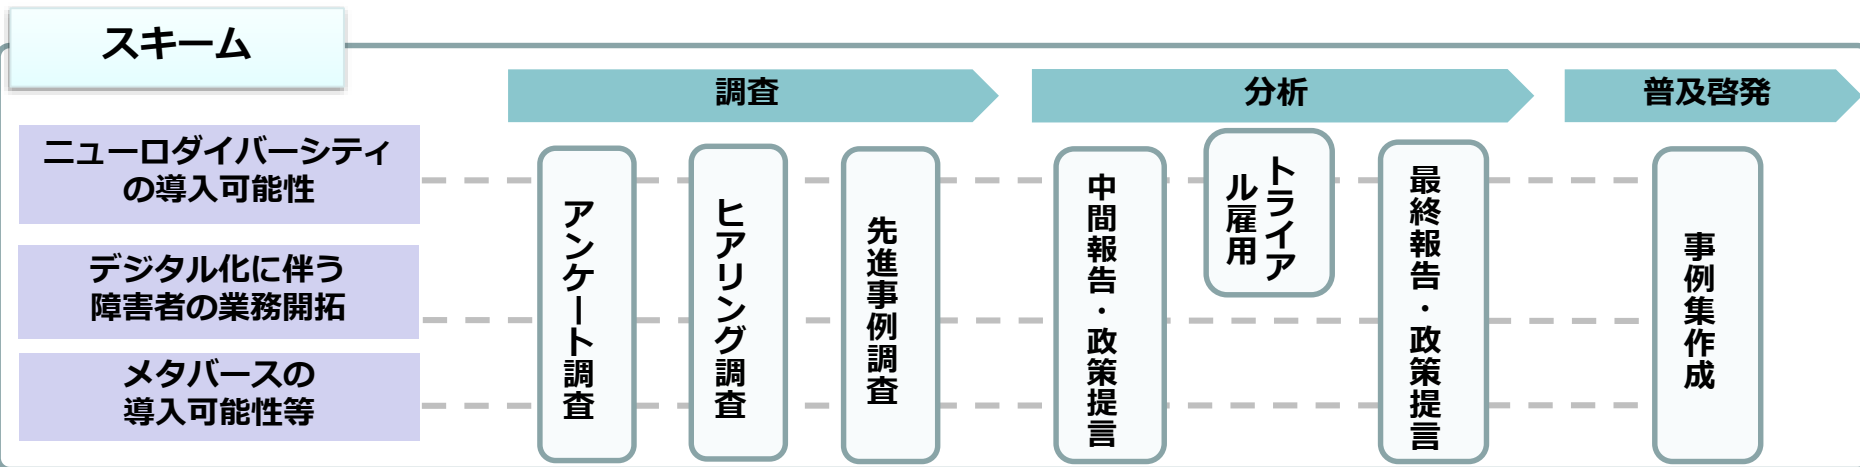 スキーム
調査
分析
普及啓発
ニューロダイバーシティ
の導入可能性
デジタル化に伴う
障害者の業務開拓
メタバースの
導入可能性等
アンケート調査
ヒアリング調査
先進事例調査
中間報告・政策提言
トライア
ル雇用
最終報告・政策提言
事例集作成